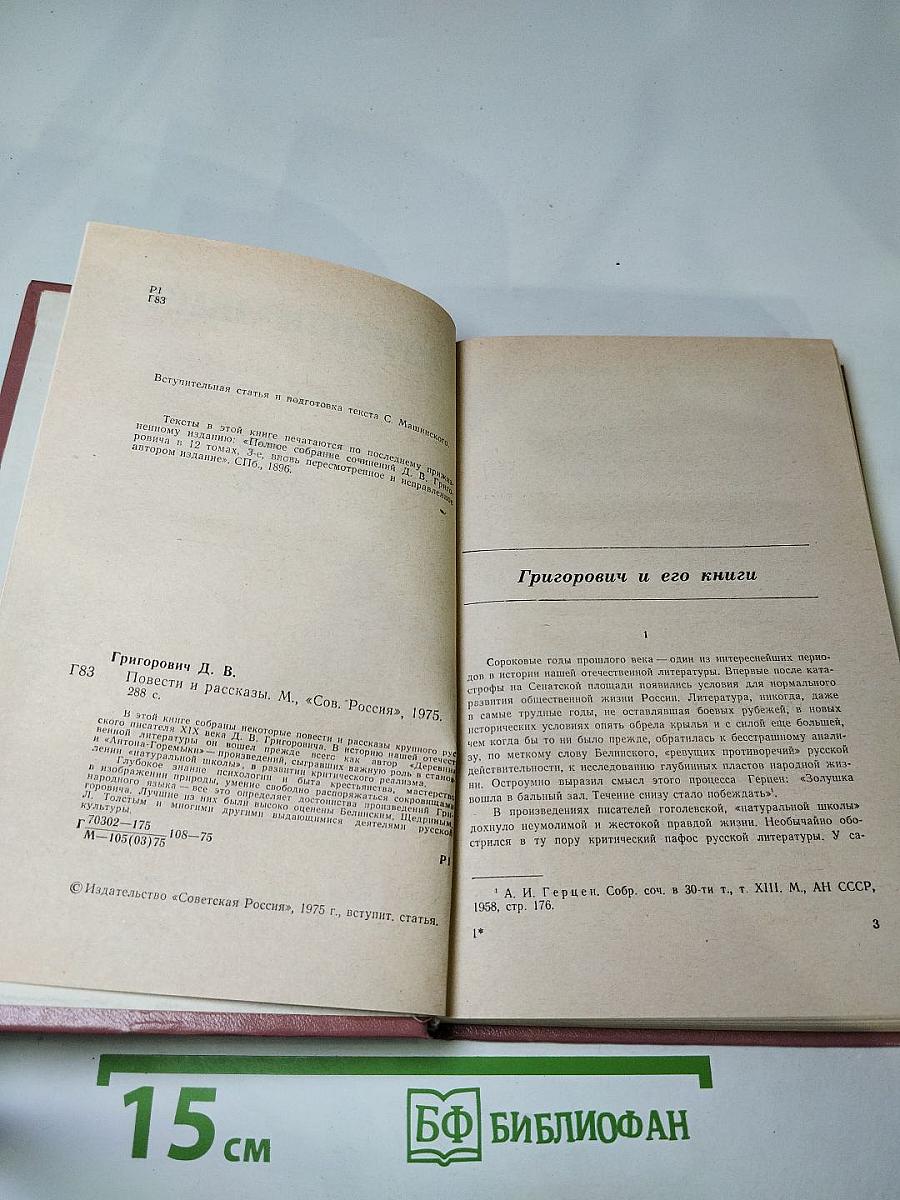 Р1
Г83
Вступительная статья и подготовка текста С. Машинского
Тексты в этой книге печатаются по последнему прижиз-
ненному изданию: «Полное собрание сочинений Д. В. Григо-
ровича в 12 томах, 3-е, вновь пересмотренное и исправленное
автором издание». СПб., 1896.
Григорович Д. В.
Г83 Повести и рассказы. М., «Сов. Россия», 1975.
288 с.
В этой книге собраны некоторые повести и рассказы крупного рус-
ского писателя XIX века Д. В. Григоровича. В историю нашей отечест-
венной литературы он вошел прежде всего как автор «Деревни»
и «Антона-Горемыки» — произведений, сыгравших важную роль в станов-
лении «натуральной школы», в развитии критического реализма.
Глубокое знание психологии и быта крестьянства, мастерство
в изображении природы, умение свободно распоряжаться сокровищами
народного языка — все это определяет достоинства произведений Гри-
горовича. Лучшие из них были высоко оценены Белинским, Щедриным,
Л. Толстым и многими другими выдающимися деятелями русской
культуры.
Г 70302—175
М—105(03)75 108—75
Р1
© Издательство «Советская Россия», 1975 г., вступит. статья.
Григорович и его книги
1
Сороковые годы прошлого века — один из интереснейших перио-
дов в истории нашей отечественной литературы. Впервые после ката-
строфы на Сенатской площади появились условия для нормального
развития общественной жизни России. Литература, никогда, даже
в самые трудные годы, не оставлявшая боевых рубежей, в новых
исторических условиях опять обрела крылья и с силой еще большей,
чем когда бы то ни было прежде, обратилась к бесстрашному анали-
зу, по меткому слову Белинского, «ревущих противоречий» русской
действительности, к исследованию глубинных пластов народной жиз-
ни. Остроумно выразил смысл этого процесса Герцен: «Золушка
вошла в бальный зал. Течение снизу стало побеждать»¹.
В произведениях писателей гоголевской, «натуральной школы»
дохнуло неумолимой и жестокой правдой жизни. Необычайно обо-
стрился в ту пору критический пафос русской литературы. У са-
¹ А. И. Герцен. Собр. соч. в 30-ти т., т. XIII. М., АН СССР,
1958, стр. 176.
1*
3
15 см
БФ БИБЛИОФАН